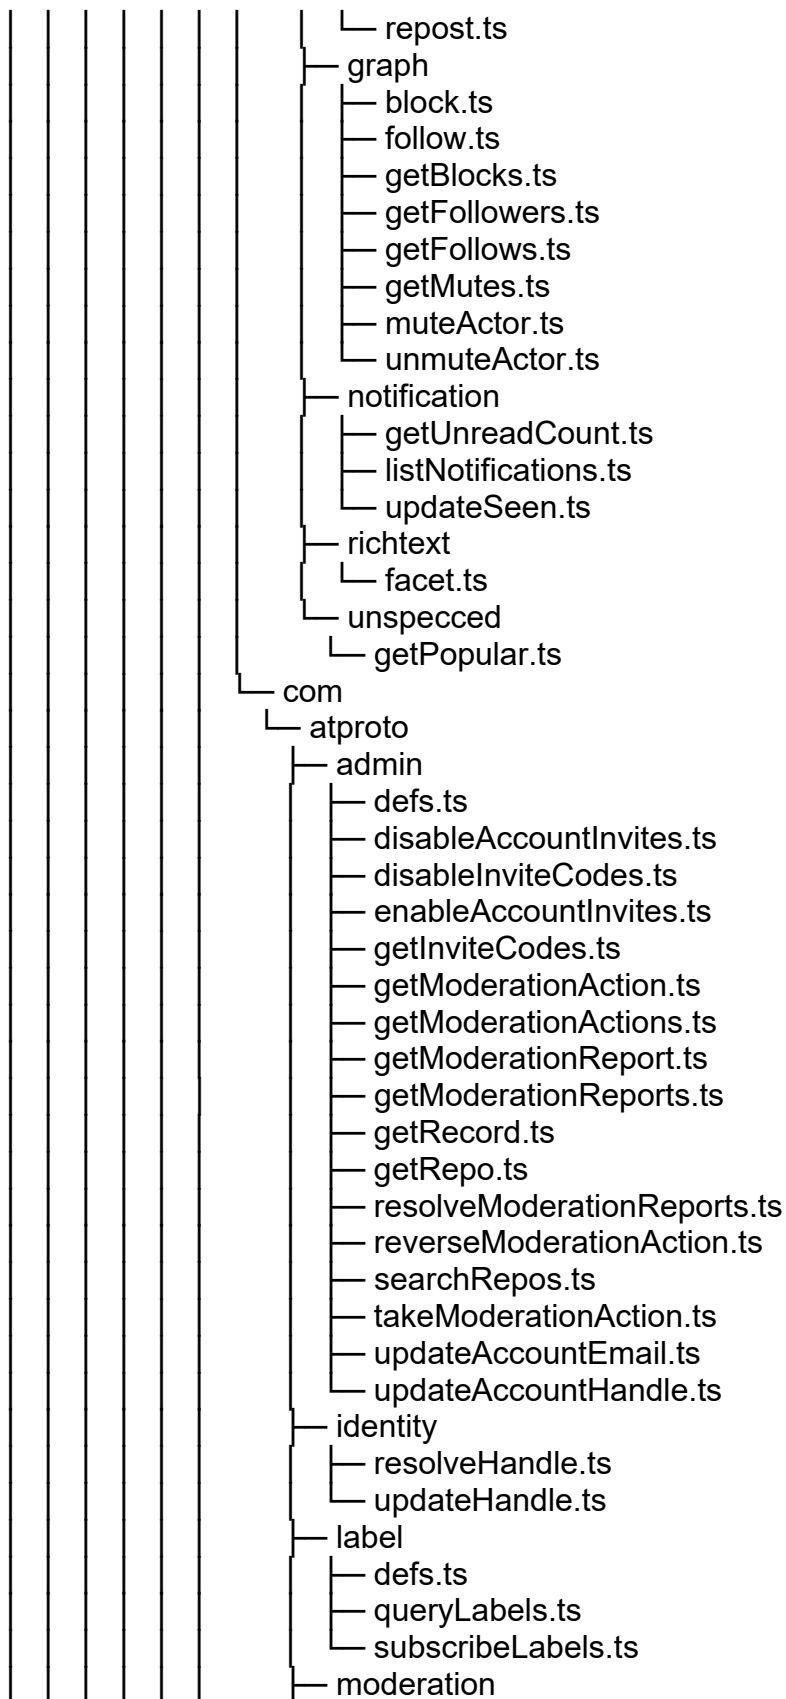 repost.ts
graph
block.ts
follow.ts
getBlocks.ts
getFollowers.ts
getFollows.ts
getMutes.ts
muteActor.ts
unmuteActor.ts
notification
getUnreadCount.ts
listNotifications.ts
updateSeen.ts
richtext
facet.ts
unspecced
getPopular.ts
com
atproto
admin
defs.ts
disableAccountInvites.ts
disableInviteCodes.ts
enableAccountInvites.ts
getInviteCodes.ts
getModerationAction.ts
getModerationActions.ts
getModerationReport.ts
getModerationReports.ts
getRecord.ts
getRepo.ts
resolveModerationReports.ts
reverseModerationAction.ts
searchRepos.ts
takeModerationAction.ts
updateAccountEmail.ts
updateAccountHandle.ts
identity
resolveHandle.ts
updateHandle.ts
label
defs.ts
queryLabels.ts
subscribeLabels.ts
moderation